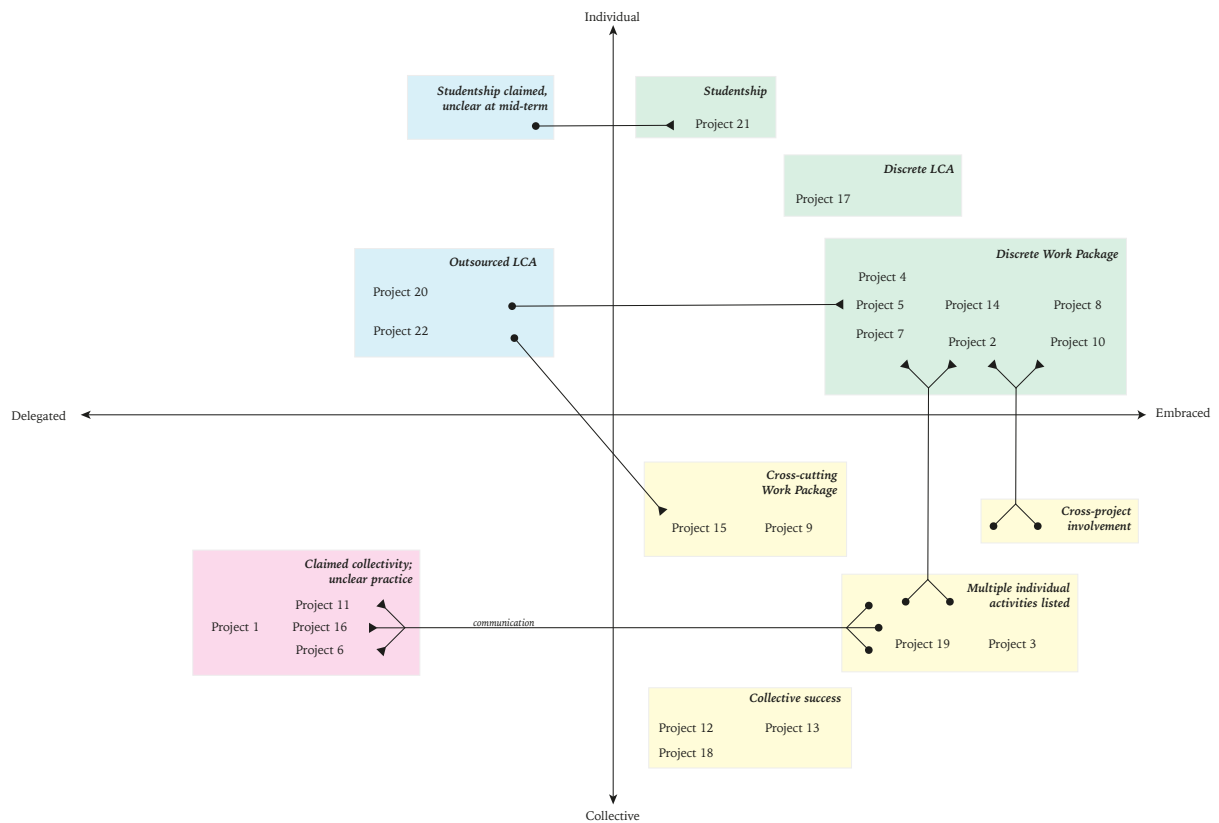 Individual
Studentship claimed,
unclear at mid-term
Studentship
Project 21
Discrete LCA
Project 17
Outsourced LCA
Project 20
Project 22
Discrete Work Package
Project 4
Project 5
Project 14
Project 8
Project 7
Project 2
Project 10
Delegated
Embraced
Cross-cutting
Work Package
Project 15
Project 9
Cross-project
involvement
Claimed collectivity;
unclear practice
Project 11
Project 1
Project 16
Project 6
communication
Multiple individual
activities listed
Project 19
Project 3
Collective success
Project 12
Project 13
Project 18
Collective